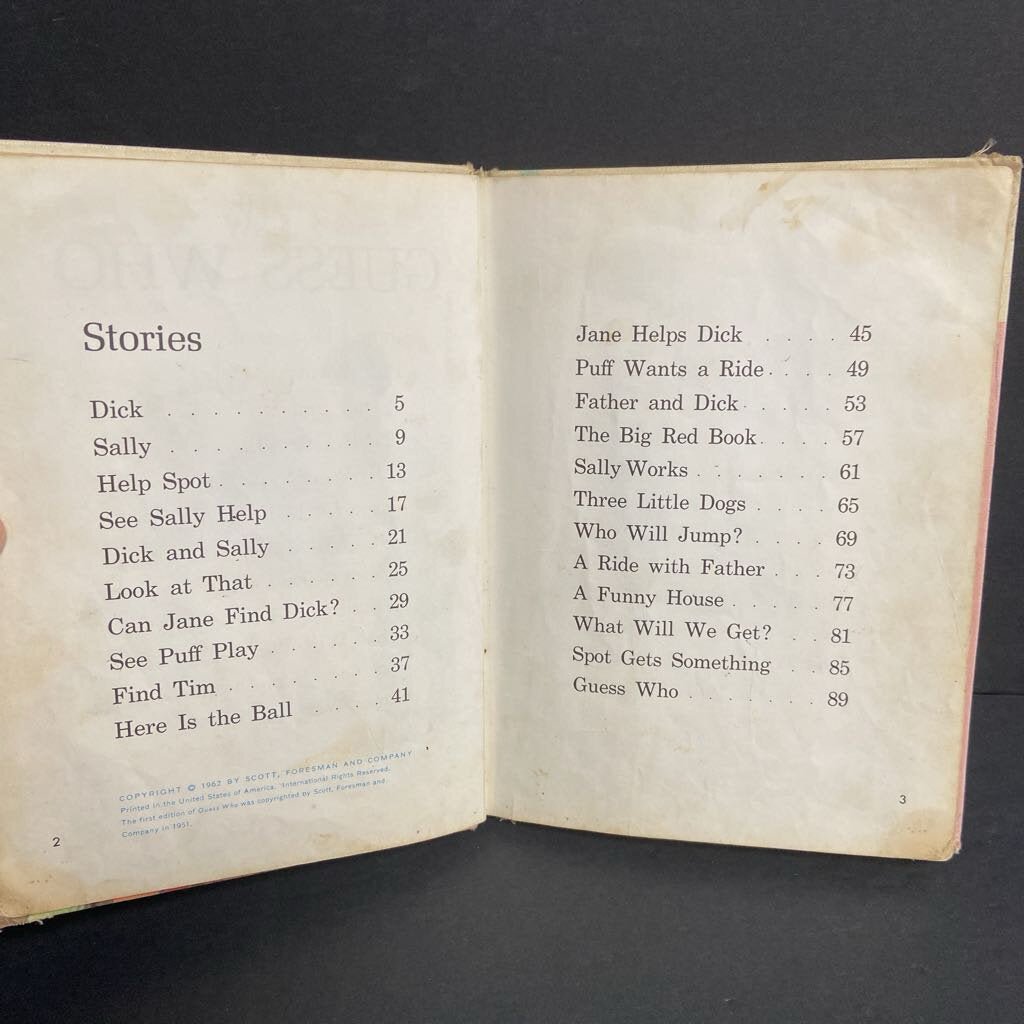 Stories
Dick . . . . . . . . . . 5
Sally . . . . . . . . . 9
Help Spot . . . . . . . 13
See Sally Help . . . . . 17
Dick and Sally . . . . 21
Look at That . . . . . . 25
Can Jane Find Dick? . . 29
See Puff Play . . . . . . 33
Find Tim . . . . . . . 37
Here Is the Ball . . . . 41
COPYRIGHT © 1962 BY SCOTT, FORESMAN AND COMPANY
Printed in the United States of America. International Rights Reserved.
The first edition of Guess Who was copyrighted by Scott, Foresman and
Company in 1951.
2
GUESS WHO
Jane Helps Dick . . . . 45
Puff Wants a Ride . . . . 49
Father and Dick . . . . . 53
The Big Red Book . . . . 57
Sally Works . . . . . . 61
Three Little Dogs . . . . 65
Who Will Jump? . . . . 69
A Ride with Father . . . 73
A Funny House . . . . . 77
What Will We Get? . . 81
Spot Gets Something . . 85
Guess Who . . . . . . 89
3